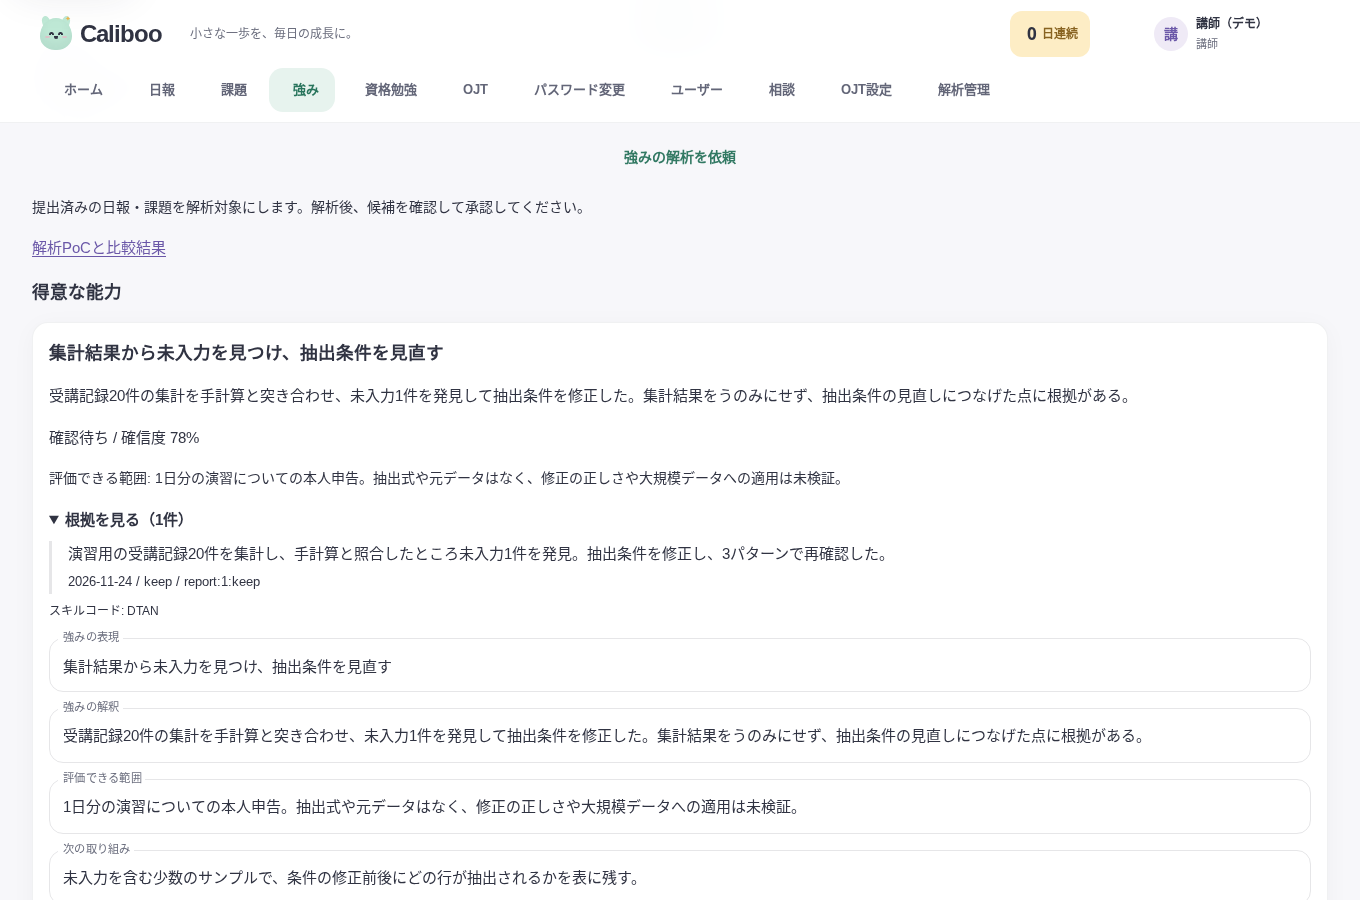 Caliboo
小さな一歩を、毎日の成長に。
0 日連続
講
講師（デモ）
講師
ホーム 日報 課題 強み 資格勉強 OJT パスワード変更 ユーザー 相談 OJT設定 解析管理
強みの解析を依頼
提出済みの日報・課題を解析対象にします。解析後、候補を確認して承認してください。
解析PoCと比較結果
得意な能力
集計結果から未入力を見つけ、抽出条件を見直す
受講記録20件の集計を手計算と突き合わせ、未入力1件を発見して抽出条件を修正した。集計結果をうのみにせず、抽出条件の見直しにつなげた点に根拠がある。
確認待ち / 確信度 78%
評価できる範囲: 1日分の演習についての本人申告。抽出式や元データはなく、修正の正しさや大規模データへの適用は未検証。
▼ 根拠を見る（1件）
演習用の受講記録20件を集計し、手計算と照合したところ未入力1件を発見。抽出条件を修正し、3パターンで再確認した。
2026-11-24 / keep / report:1:keep
スキルコード: DTAN
強みの表現
集計結果から未入力を見つけ、抽出条件を見直す
強みの解釈
受講記録20件の集計を手計算と突き合わせ、未入力1件を発見して抽出条件を修正した。集計結果をうのみにせず、抽出条件の見直しにつなげた点に根拠がある。
評価できる範囲
1日分の演習についての本人申告。抽出式や元データはなく、修正の正しさや大規模データへの適用は未検証。
次の取り組み
未入力を含む少数のサンプルで、条件の修正前後にどの行が抽出されるかを表に残す。